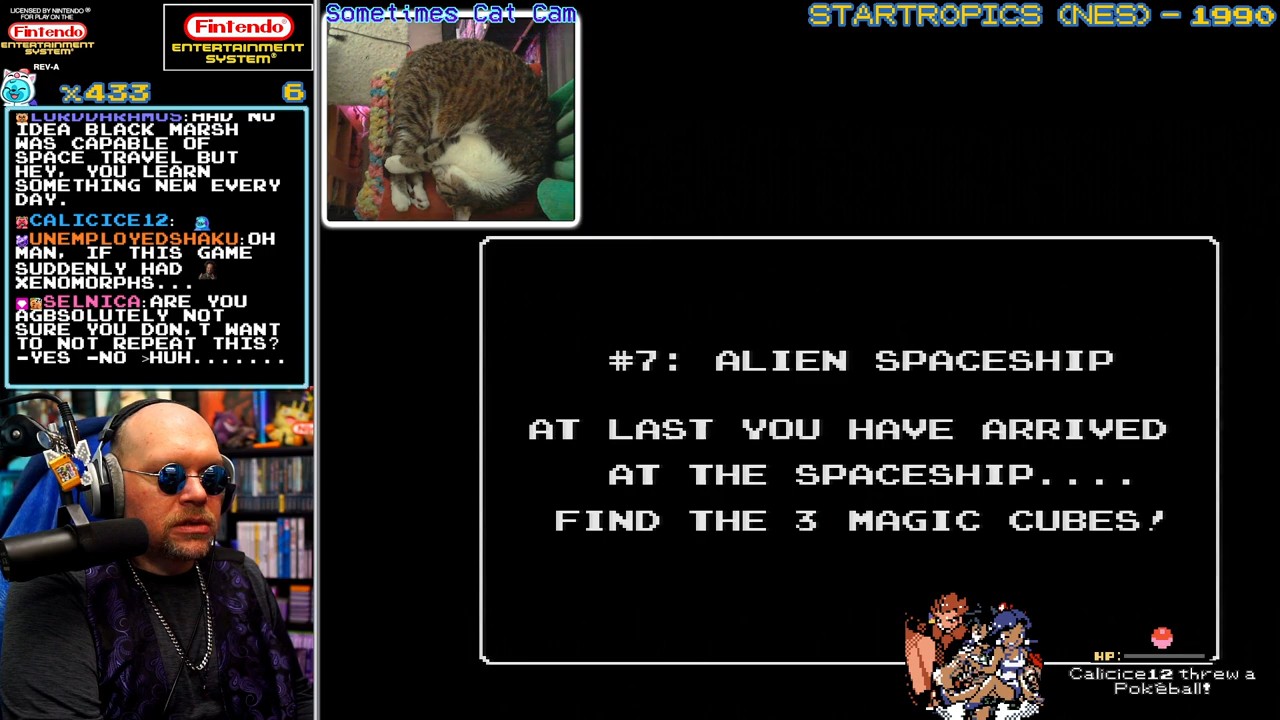 LICENSED BY NINTENDO®
FOR PLAY ON THE
Fintendo
ENTERTAINMENT
SYSTEM®
REV-A
Fintendo®
ENTERTAINMENT
SYSTEM®
Sometimes Cat Cam
STARTROPICS (NES) - 1990
x433
6
LORDDARAMUS:HAD NO
IDEA BLACK MARSH
WAS CAPABLE OF
SPACE TRAVEL BUT
HEY, YOU LEARN
SOMETHING NEW EVERY
DAY.
CALICICE12:
UNEMPLOYEDSHAKU:OH
MAN, IF THIS GAME
SUDDENLY HAD
XENOMORPHS...
SELNICA:ARE YOU
AGBSOLUTELY NOT
SURE YOU DON,T WANT
TO NOT REPEAT THIS?
-YES -NO >HUH.......
#7: ALIEN SPACESHIP
AT LAST YOU HAVE ARRIVED
AT THE SPACESHIP....
FIND THE 3 MAGIC CUBES!
HP:
Calicice12 threw a
Pokéball!